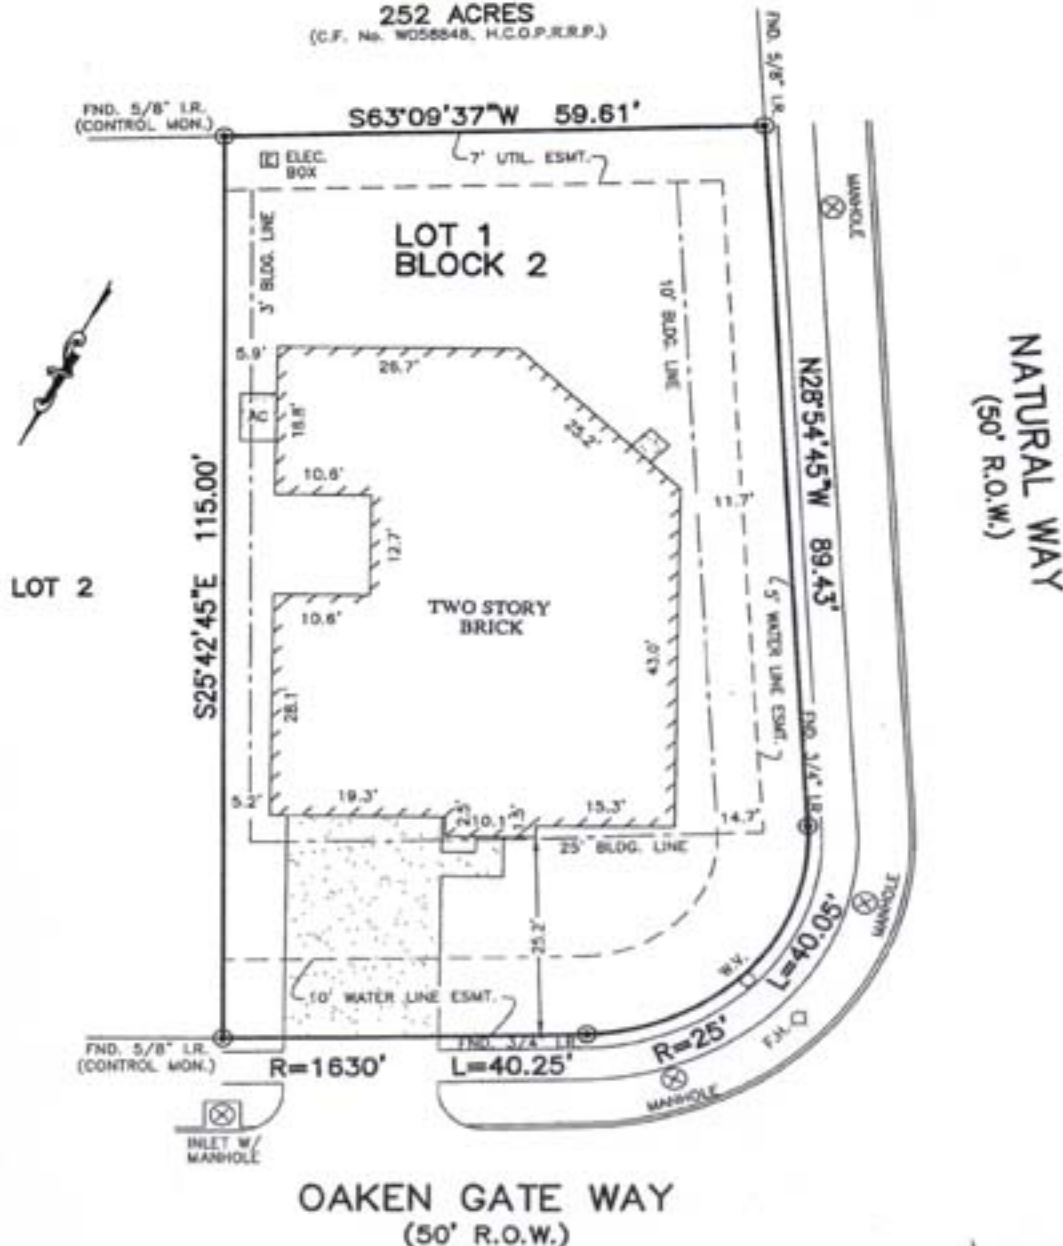 252 ACRES
(C.F. No. W058848, H.C.O.P.R.R.P.)
FND. 5/8" I.R.
FND. 5/8" I.R.
(CONTROL MON.)
S63°09'37"W 59.61'
E ELEC.
BOX
7' UTIL. ESMT.
MANHOLE
3' BLDG. LINE
LOT 1
BLOCK 2
10' BLDG. LINE
NATURAL WAY
(50' R.O.W.)
5.9'
26.7'
AC
18.8'
25.2'
N28°54'45"W 89.43'
10.6'
11.7'
12.7'
S25°42'45"E 115.00'
LOT 2
10.6'
TWO STORY
BRICK
5' WATER LINE ESMT.
43.0'
28.1'
FND. 3/4" I.R.
5.2'
19.3'
2.5'
10.1'
1.5'
15.3'
14.7'
25' BLDG. LINE
25.2'
MANHOLE
L=40.05'
W.V.
10' WATER LINE ESMT.
F.H.
FND. 5/8" I.R.
(CONTROL MON.)
FND. 3/4" I.R.
R=1630' L=40.25'
R=25'
MANHOLE
INLET W/
MANHOLE
OAKEN GATE WAY
(50' R.O.W.)